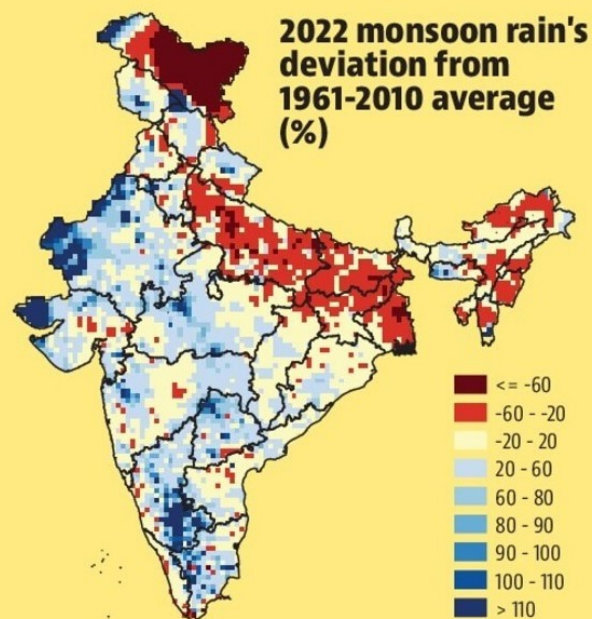 2022 monsoon rain's
deviation from
1961-2010 average
(%)
<= -60
-60 - -20
-20 - 20
20 - 60
60 - 80
80 - 90
90 - 100
100 - 110
> 110